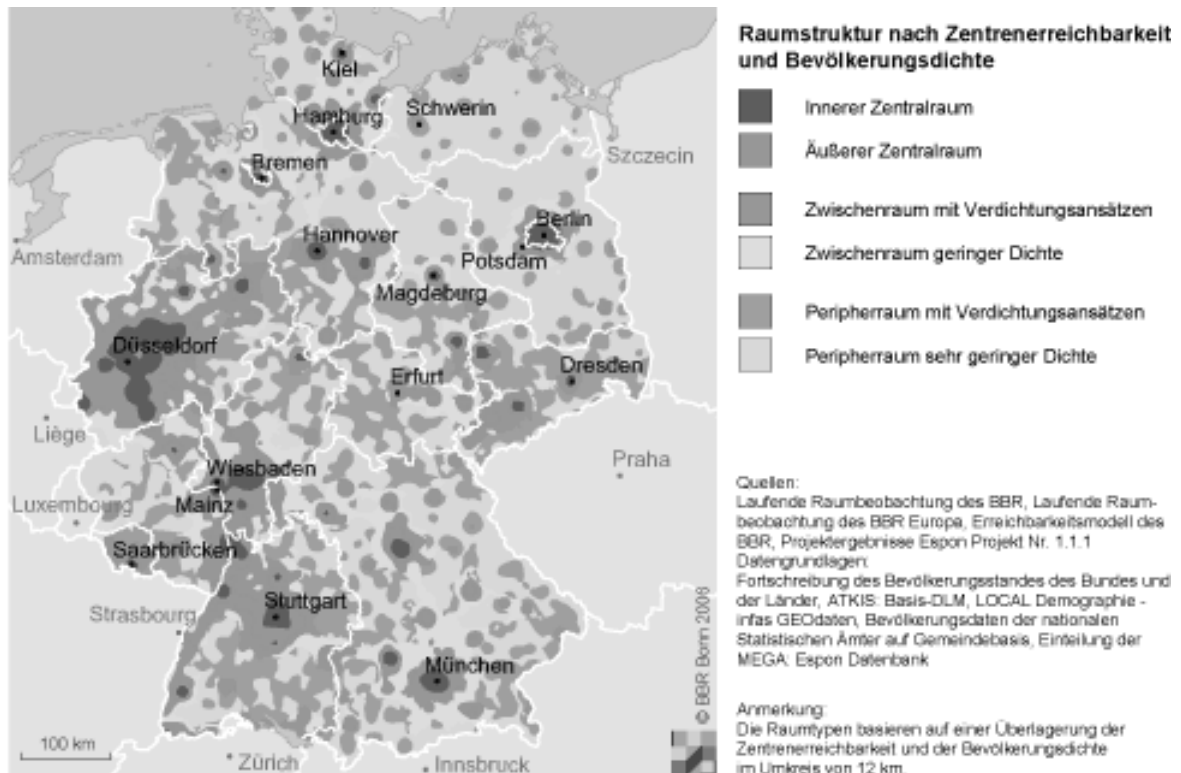 Kiel
Hamburg
Schwerin
Szczecin
Bremen
Berlin
Amsterdam
Hannover
Potsdam
Magdeburg
Düsseldorf
Erfurt
Dresden
Liège
Praha
Wiesbaden
Luxembourg
Mainz
Saarbrücken
Strasbourg
Stuttgart
München
100 km
Zürich
Innsbruck
© BBR Bonn 2006
Raumstruktur nach Zentrenerreichbarkeit
und Bevölkerungsdichte
Innerer Zentralraum
Äußerer Zentralraum
Zwischenraum mit Verdichtungsansätzen
Zwischenraum geringer Dichte
Peripherraum mit Verdichtungsansätzen
Peripherraum sehr geringer Dichte
Quellen:
Laufende Raumbeobachtung des BBR, Laufende Raum-
beobachtung des BBR Europa, Erreichbarkeitsmodell des
BBR, Projektergebnisse Espon Projekt Nr. 1.1.1
Datengrundlagen:
Fortschreibung des Bevölkerungsstandes des Bundes und
der Länder, ATKIS: Basis-DLM, LOCAL Demographie -
infas GEOdaten, Bevölkerungsdaten der nationalen
Statistischen Ämter auf Gemeindebasis, Einteilung der
MEGA: Espon Datenbank
Anmerkung:
Die Raumtypen basieren auf einer Überlagerung der
Zentrenerreichbarkeit und der Bevölkerungsdichte
im Umkreis von 12 km.